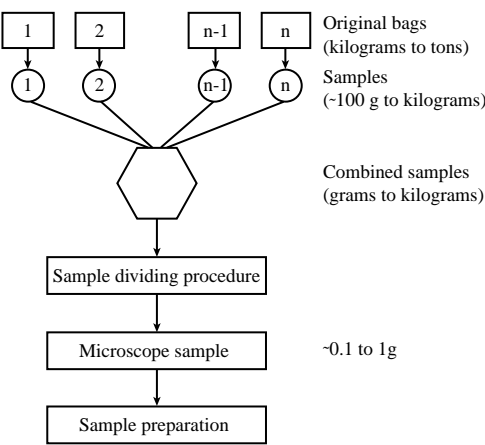 1 2 n-1 n Original bags
(kilograms to tons)
1 2 n-1 n Samples
(~100 g to kilograms)
Combined samples
(grams to kilograms)
Sample dividing procedure
Microscope sample ~0.1 to 1g
Sample preparation